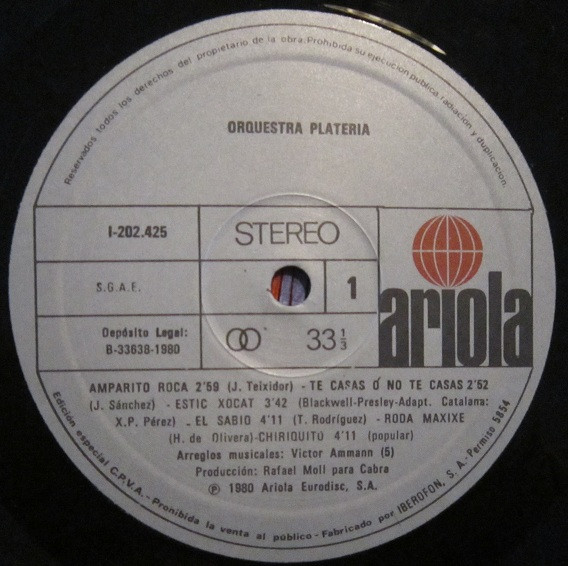 Reservados todos los derechos del propietario de la obra. Prohibida su ejecución pública, radiación y duplicación.
ORQUESTRA PLATERIA
I-202.425
STEREO
S.G.A.E.
1
ariola
Depósito Legal:
B-33638-1980
33 1/3
AMPARITO ROCA 2'59 (J. Teixidor) - TE CASAS O NO TE CASAS 2'52
(J. Sánchez) - ESTIC XOCAT 3'42 (Blackwell-Presley-Adapt. Catalana:
X.P. Pérez) - EL SABIO 4'11 (T. Rodríguez) - RODA MAXIXE
(H. de Olivera)-CHIRIQUITO 4'11 (popular)
Arreglos musicales: Victor Ammann (5)
Producción: Rafael Moll para Cabra
℗ 1980 Ariola Eurodisc, S.A.
Edición especial C.P.V.A. - Prohibida la venta al público - Fabricado por IBEROFON, S. A. - Permito 5854